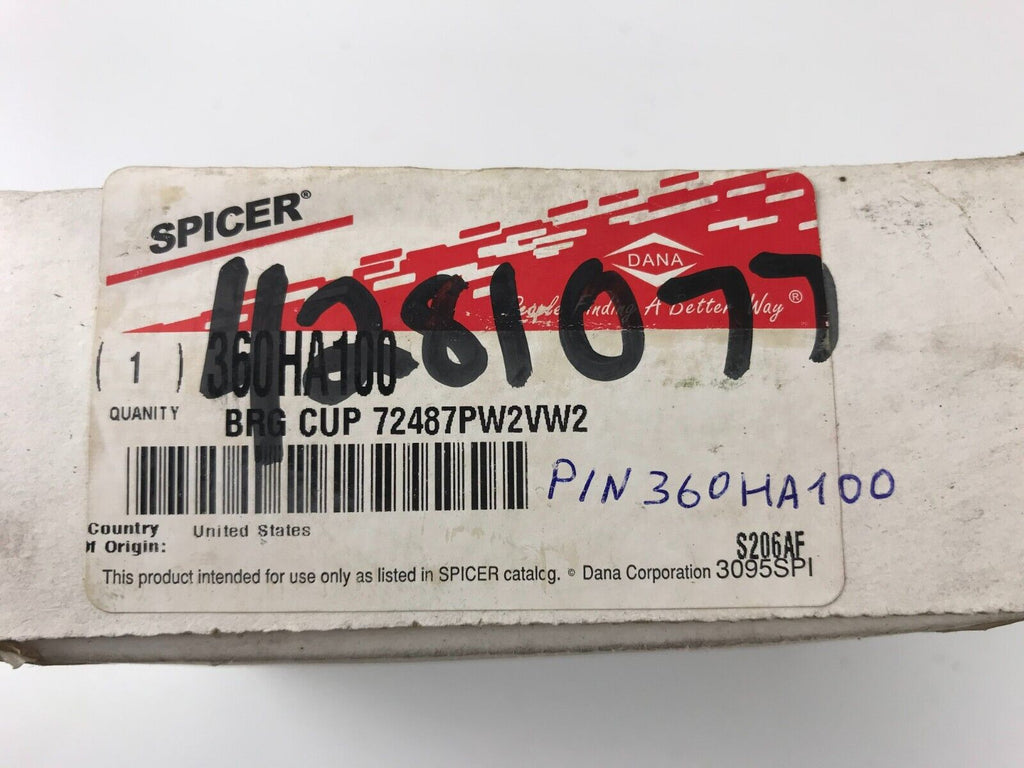 SPICER®
DANA
People Finding A Better Way®
4281077
( 1 ) 360HA100
QUANITY
BRG CUP 72487PW2VW2
P/N 360HA100
Country United States
Of Origin:
S206AF
This product intended for use only as listed in SPICER catalog. © Dana Corporation 3095SPI